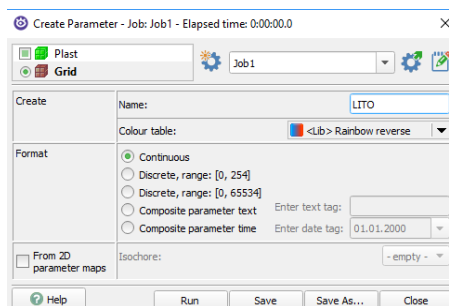 Create Parameter - Job: Job1 - Elapsed time: 0:00:00.0
Plast
Grid
Job1
Create
Name:
LITO
Colour table:
<Lib> Rainbow reverse
Format
Continuous
Discrete, range: [0, 254]
Discrete, range: [0, 65534]
Composite parameter text
Enter text tag:
Composite parameter time
Enter date tag:
01.01.2000
From 2D
parameter maps
Isochore:
- empty -
Help
Run
Save
Save As...
Close